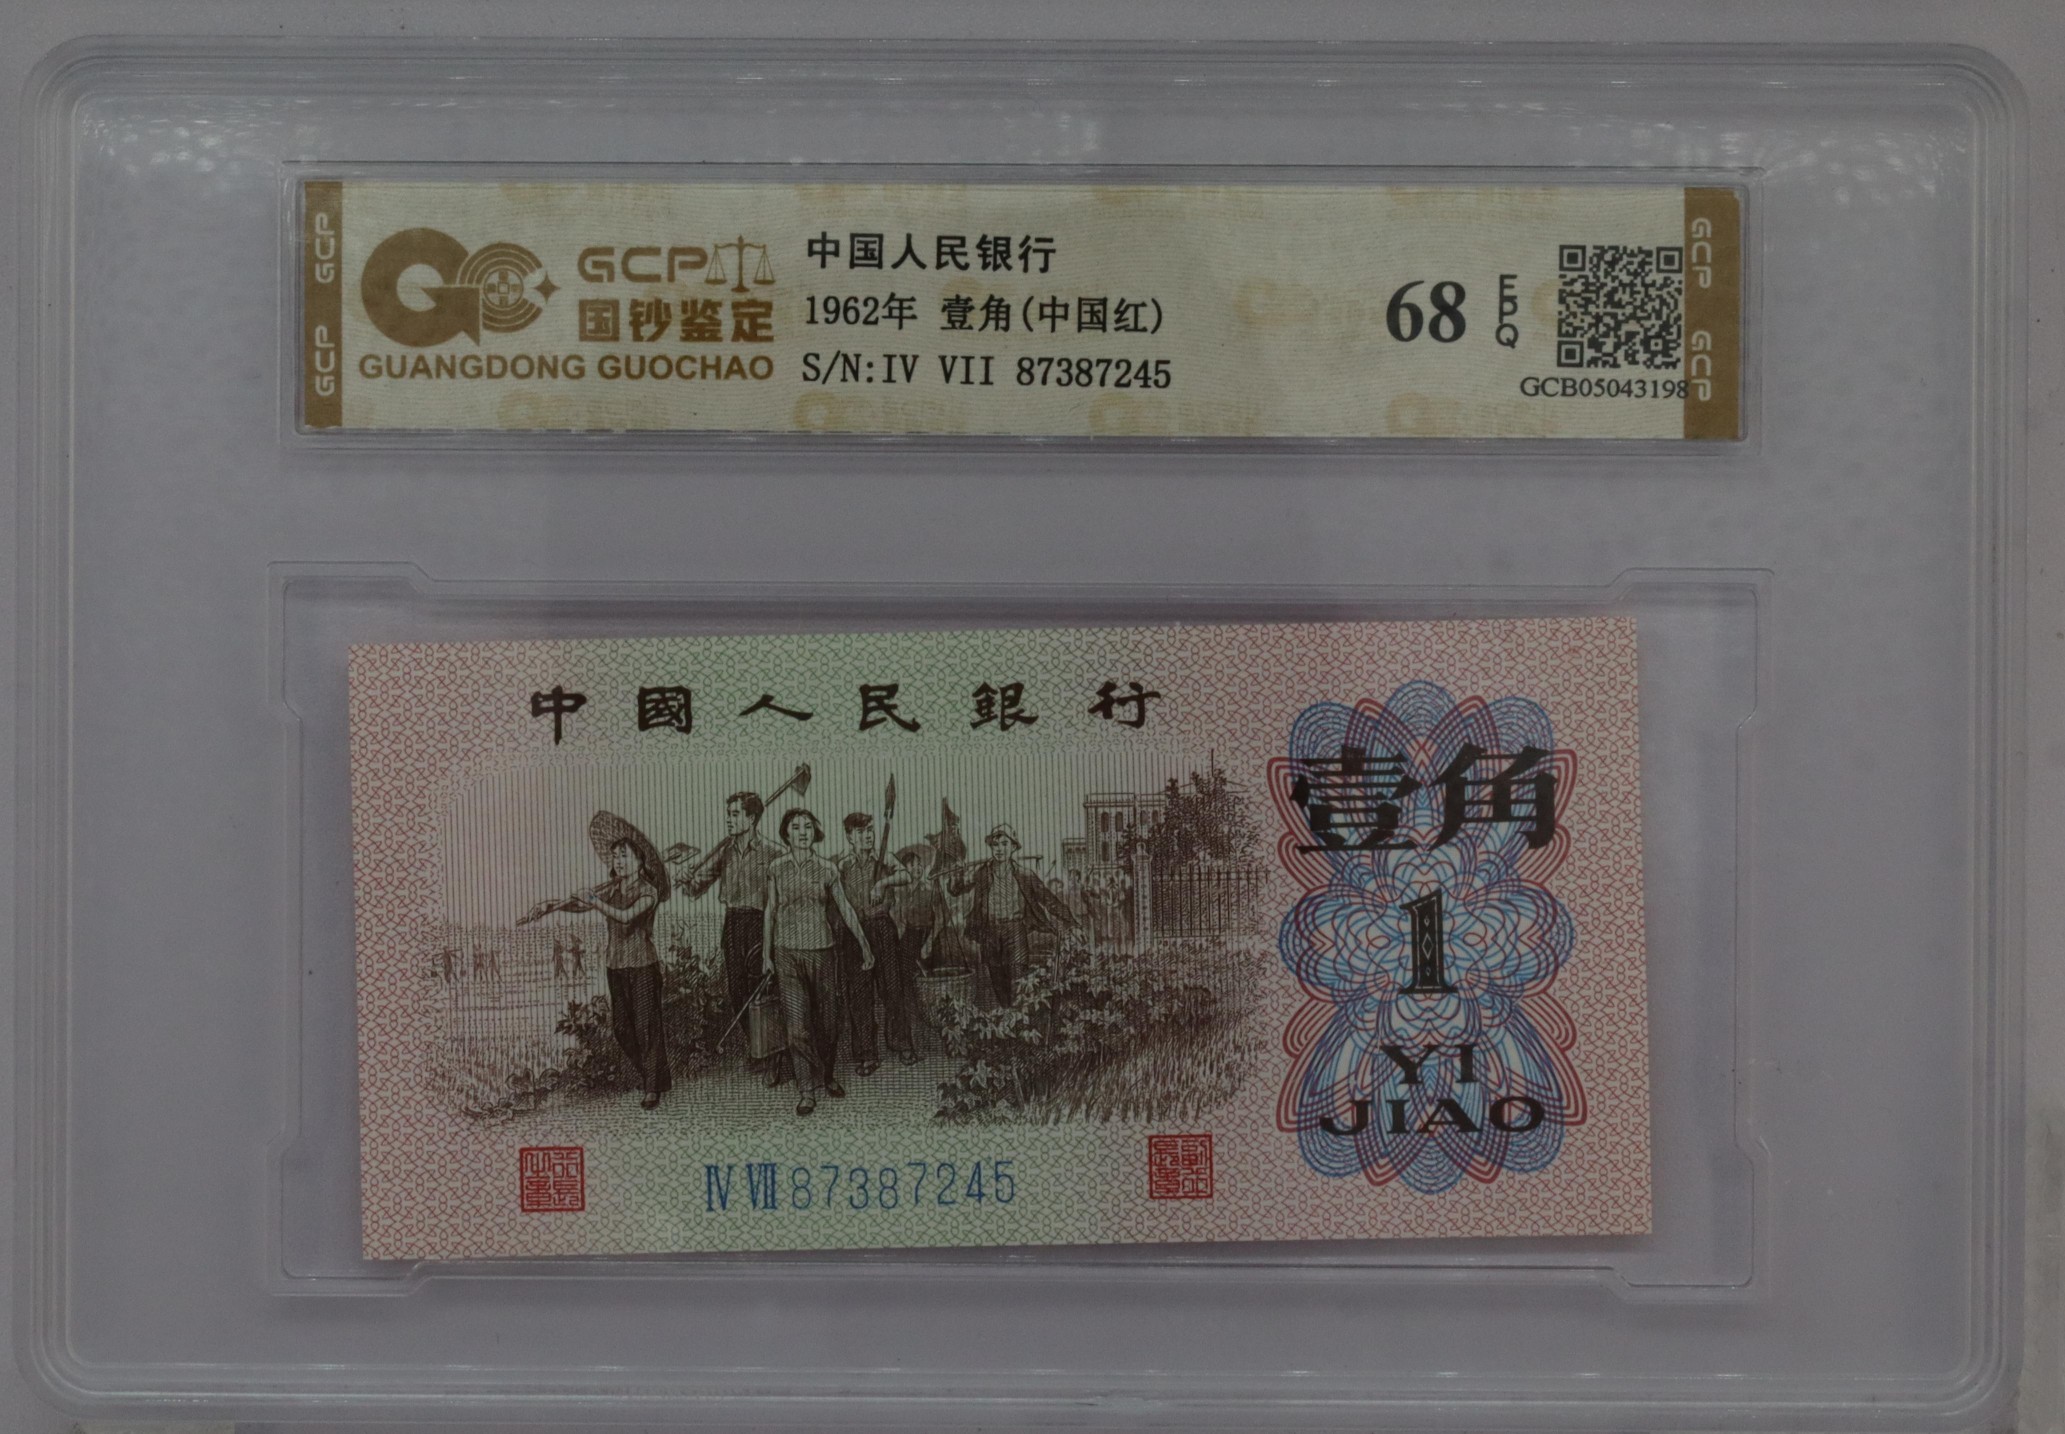 GCP
GCP
GCP
国钞鉴定
GUANGDONG GUOCHAO
中国人民银行
1962年 壹角(中国红)
S/N:IV VII 87387245
68
EPQ
GCB05043198
GCP
GCP
中國人民銀行
壹角
1
YI
JIAO
IV VII 87387245